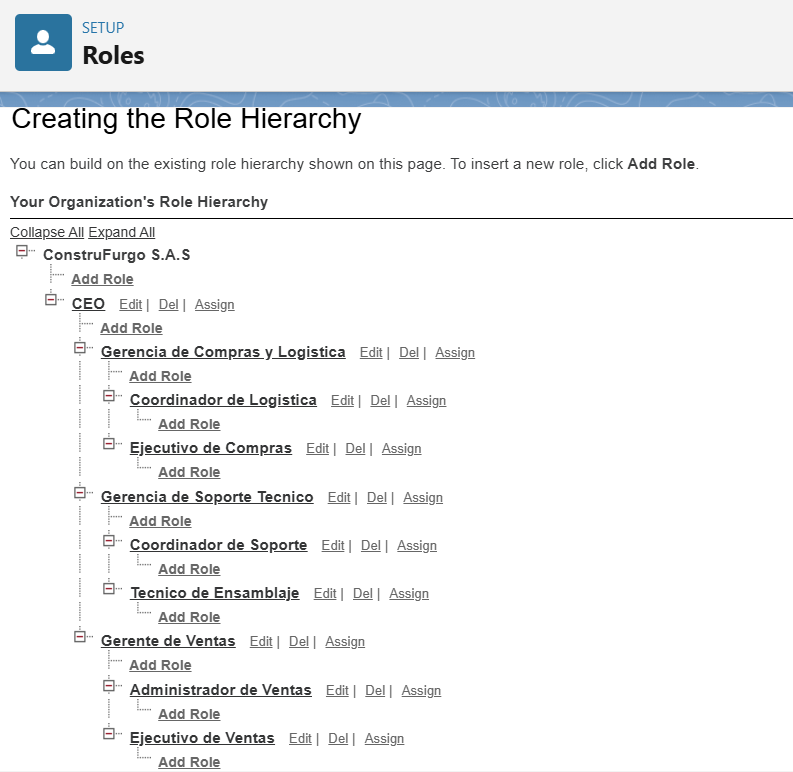 SETUP
Roles
Creating the Role Hierarchy
You can build on the existing role hierarchy shown on this page. To insert a new role, click Add Role.
Your Organization's Role Hierarchy
Collapse All Expand All
ConstruFurgo S.A.S
Add Role
CEO Edit | Del | Assign
Add Role
Gerencia de Compras y Logistica Edit | Del | Assign
Add Role
Coordinador de Logistica Edit | Del | Assign
Add Role
Ejecutivo de Compras Edit | Del | Assign
Add Role
Gerencia de Soporte Tecnico Edit | Del | Assign
Add Role
Coordinador de Soporte Edit | Del | Assign
Add Role
Tecnico de Ensamblaje Edit | Del | Assign
Add Role
Gerente de Ventas Edit | Del | Assign
Add Role
Administrador de Ventas Edit | Del | Assign
Add Role
Ejecutivo de Ventas Edit | Del | Assign
Add Role